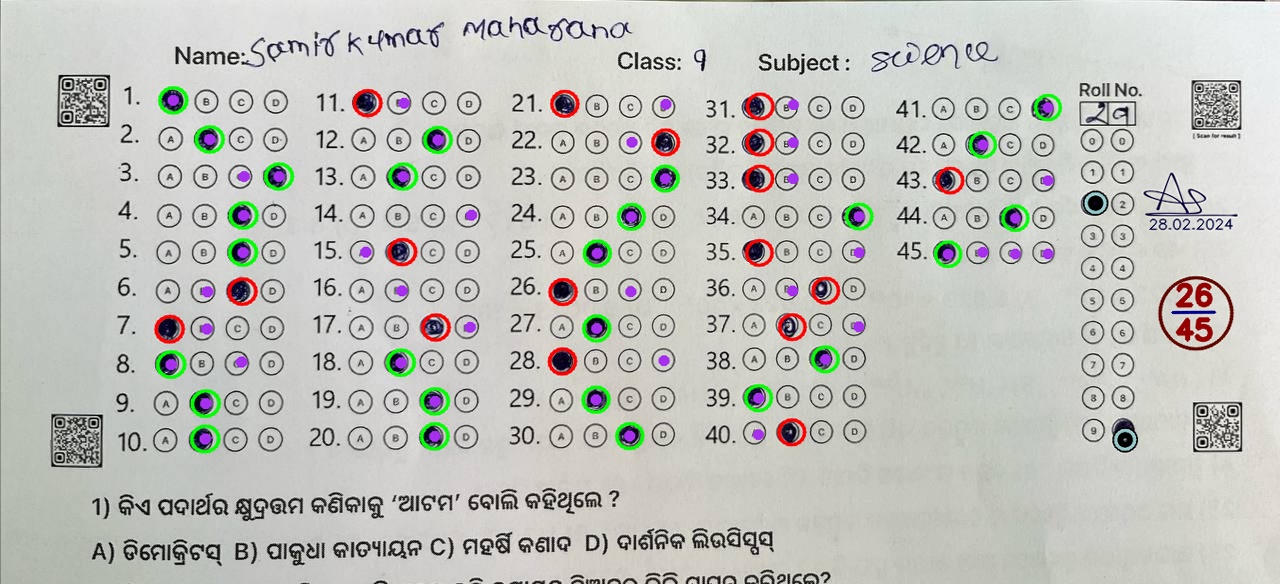 Name: Samir kumar Maharana
Class: 9 Subject: science
Roll No.
29
[ Scan for result ]
1. A B C D 11. A B C D 21. A B C D 31. A B C D 41. A B C D
2. A B C D 12. A B C D 22. A B C D 32. A B C D 42. A B C D
3. A B C D 13. A B C D 23. A B C D 33. A B C D 43. A B C D
4. A B C D 14. A B C D 24. A B C D 34. A B C D 44. A B C D
5. A B C D 15. A B C D 25. A B C D 35. A B C D 45. A B C D
6. A B C D 16. A B C D 26. A B C D 36. A B C D
7. A B C D 17. A B C D 27. A B C D 37. A B C D
8. A B C D 18. A B C D 28. A B C D 38. A B C D
9. A B C D 19. A B C D 29. A B C D 39. A B C D
10. A B C D 20. A B C D 30. A B C D 40. A B C D
0 0
1 1
2
3 3
4 4
5 5
6 6
7 7
8 8
9
28.02.2024
26
45
1) କିଏ ପଦାର୍ଥର କ୍ଷୁଦ୍ରତ୍ତମ କଣିକାକୁ ‘ଆଟମ’ ବୋଲି କହିଥିଲେ ?
A) ଡିମୋକ୍ରିଟସ୍ B) ପାକୁଧା କାତ୍ୟାୟନ C) ମହର୍ଷି କଣାଦ D) ଦାର୍ଶନିକ ଲିଉସିପ୍ପସ୍